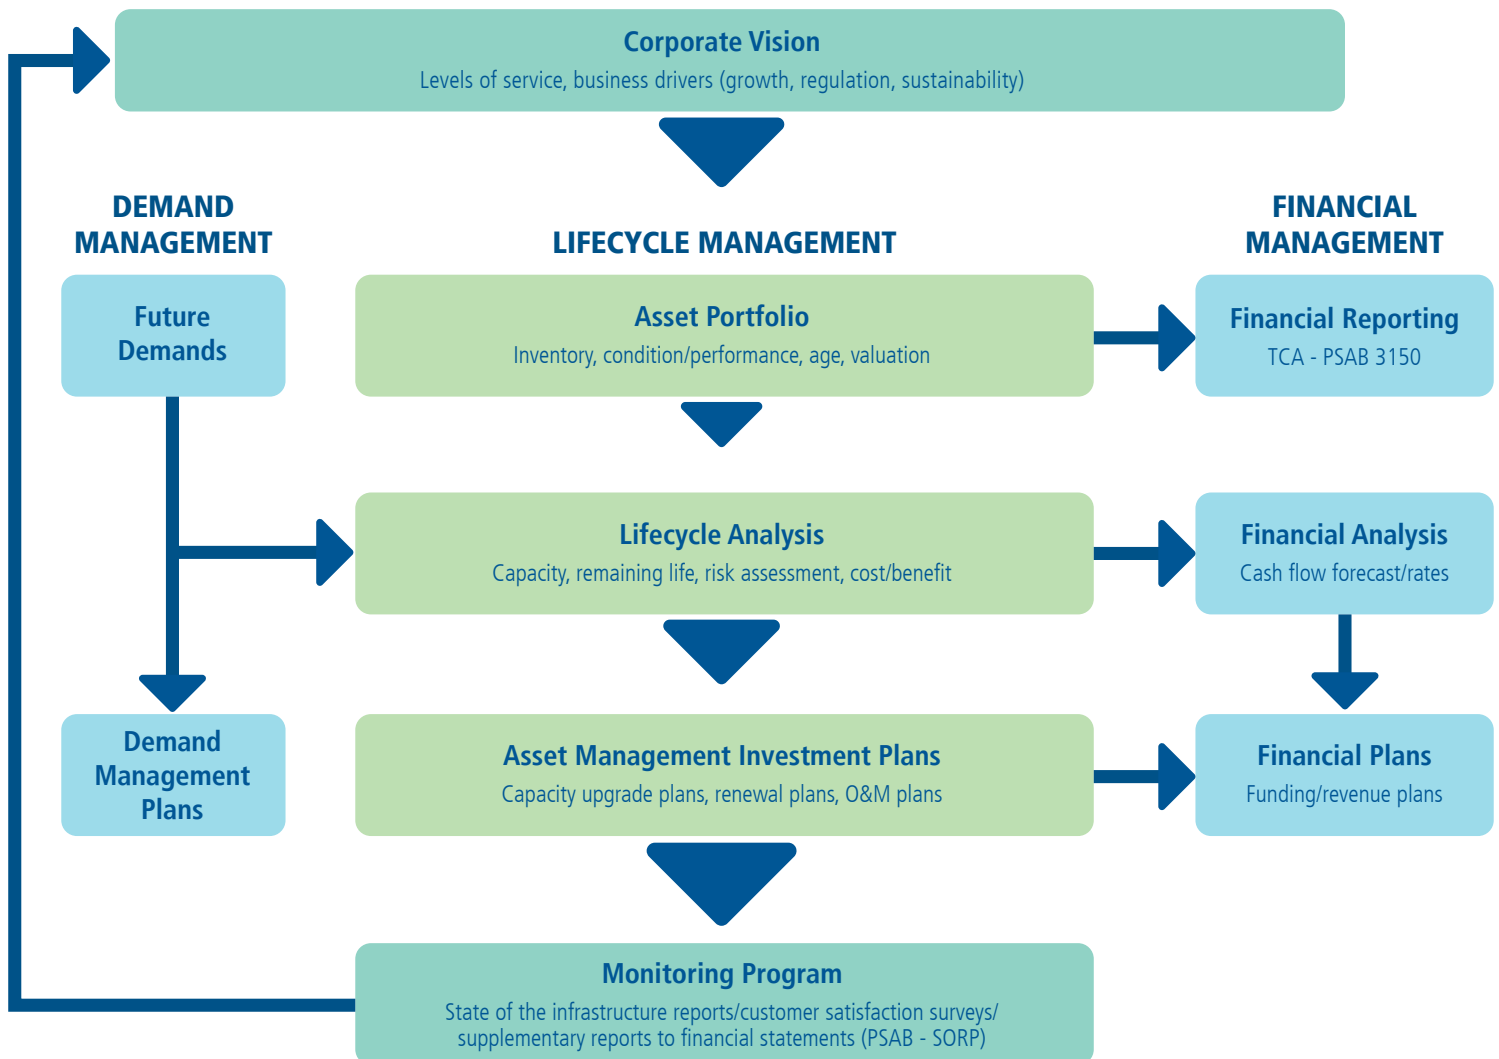 Corporate Vision
Levels of service, business drivers (growth, regulation, sustainability)
DEMAND
MANAGEMENT
LIFECYCLE MANAGEMENT
FINANCIAL
MANAGEMENT
Future
Demands
Asset Portfolio
Inventory, condition/performance, age, valuation
Financial Reporting
TCA - PSAB 3150
Lifecycle Analysis
Capacity, remaining life, risk assessment, cost/benefit
Financial Analysis
Cash flow forecast/rates
Demand
Management
Plans
Asset Management Investment Plans
Capacity upgrade plans, renewal plans, O&M plans
Financial Plans
Funding/revenue plans
Monitoring Program
State of the infrastructure reports/customer satisfaction surveys/
supplementary reports to financial statements (PSAB - SORP)